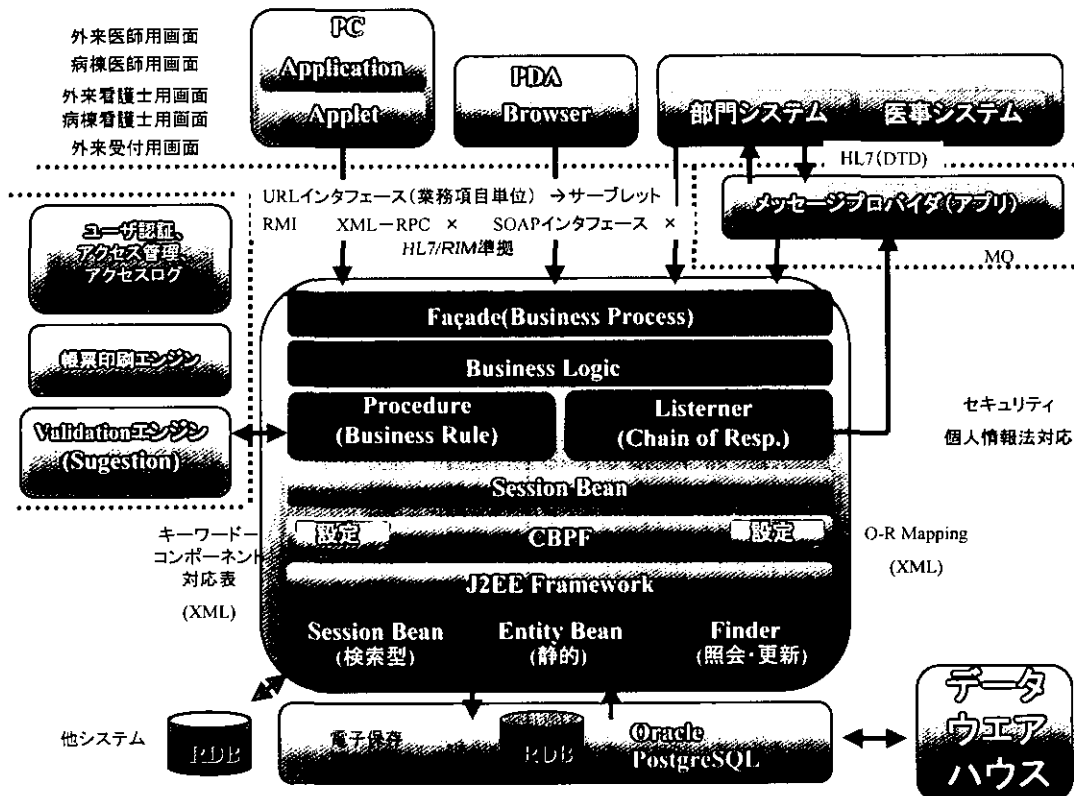 外来医師用画面
病棟医師用画面
外来看護士用画面
病棟看護士用画面
外来受付用画面
PC
Application
Applet
PDA
Browser
部門システム
医事システム
HL7(DTD)
URLインタフェース(業務項目単位) →サーブレット
RMI XML－RPC × SOAPインタフェース ×
HL7/RIM準拠
メッセージプロバイダ(アプリ)
MQ
ユーザ認証、
アクセス管理、
アクセスログ
帳票印刷エンジン
Validationエンジン
(Sugestion)
Façade(Business Process)
Business Logic
Procedure
(Business Rule)
Listerner
(Chain of Resp.)
セキュリティ
個人情報法対応
Session Bean
設定
CBPF
設定
J2EE Framework
キーワードー
コンポーネント
対応表
(XML)
O-R Mapping
(XML)
Session Bean
(検索型)
Entity Bean
(静的)
Finder
(照会・更新)
他システム
RDB
電子保存
RDB
Oracle
PostgreSQL
データ
ウエア
ハウス